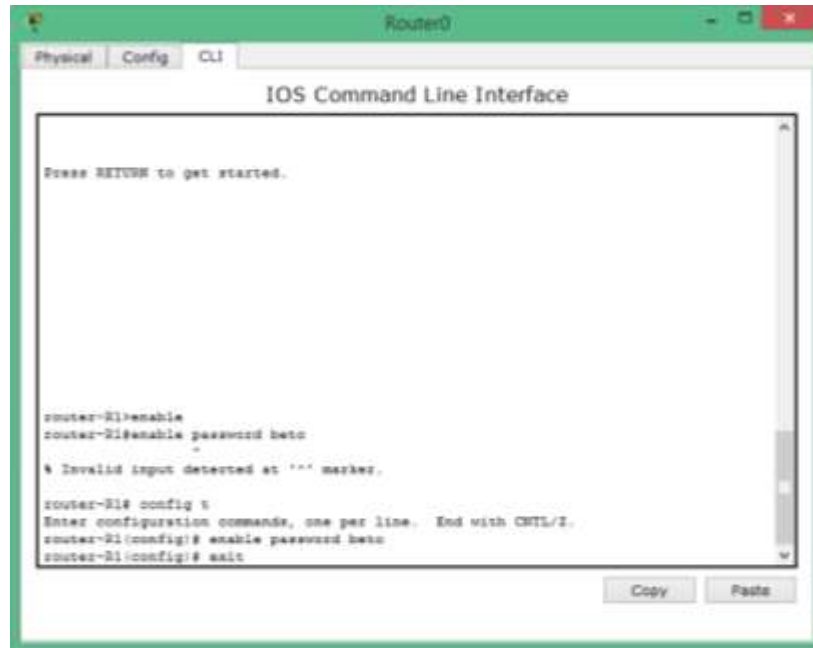 Router0
Physical Config CLI
IOS Command Line Interface
Press RETURN to get started.
router-R1>enable
router-R1#enable password beto
^
% Invalid input detected at '^' marker.
router-R1# config t
Enter configuration commands, one per line. End with CNTL/Z.
router-R1(config)# enable password beto
router-R1(config)# exit
Copy Paste